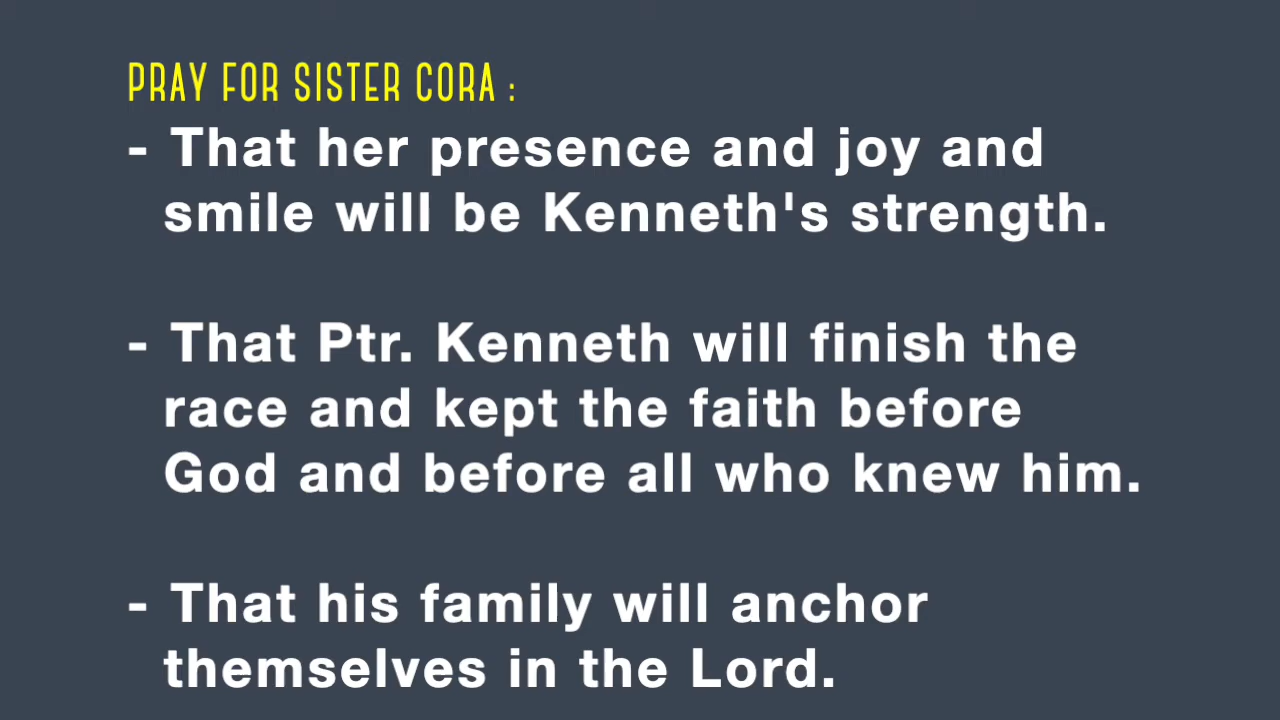 PRAY FOR SISTER CORA :
- That her presence and joy and
smile will be Kenneth's strength.
- That Ptr. Kenneth will finish the
race and kept the faith before
God and before all who knew him.
- That his family will anchor
themselves in the Lord.